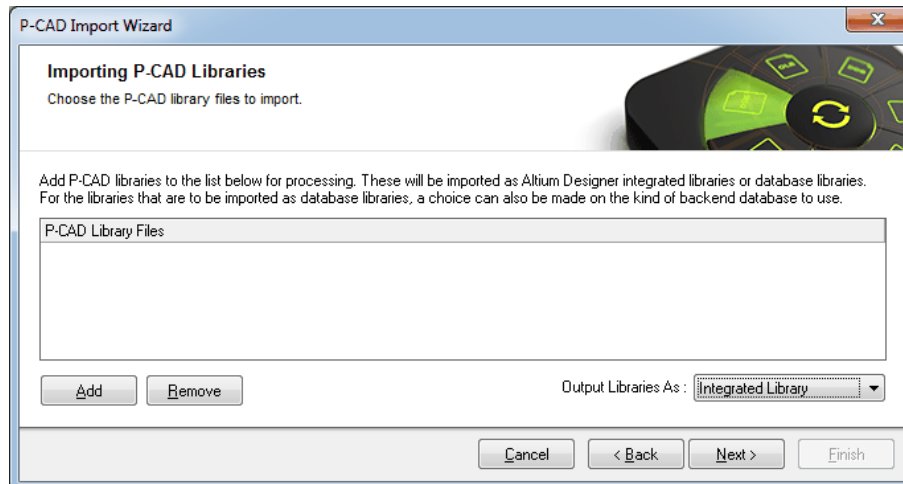 P-CAD Import Wizard
Importing P-CAD Libraries
Choose the P-CAD library files to import.
Add P-CAD libraries to the list below for processing. These will be imported as Altium Designer integrated libraries or database libraries.
For the libraries that are to be imported as database libraries, a choice can also be made on the kind of backend database to use.
P-CAD Library Files
Add Remove Output Libraries As : Integrated Library
Cancel < Back Next > Finish